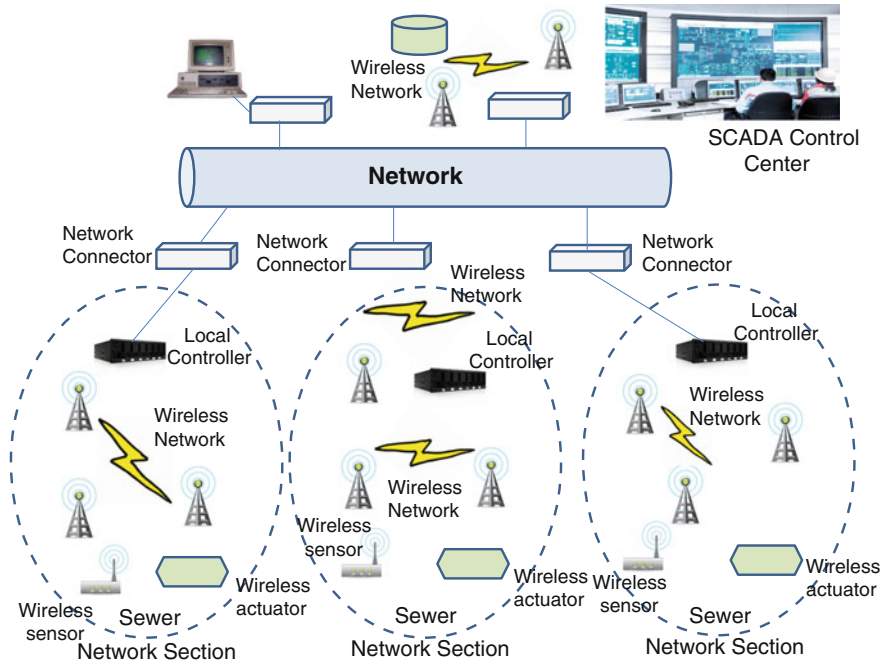 Wireless
Network
SCADA Control
Center
Network
Network
Connector
Network
Connector
Network
Connector
Wireless
Network
Local
Controller
Local
Controller
Local
Controller
Wireless
Network
Wireless
Network
Wireless
Network
Wireless
sensor
Wireless
actuator
Wireless
sensor
Wireless
actuator
Wireless
sensor
Wireless
actuator
Sewer
Network Section
Sewer
Network Section
Sewer
Network Section